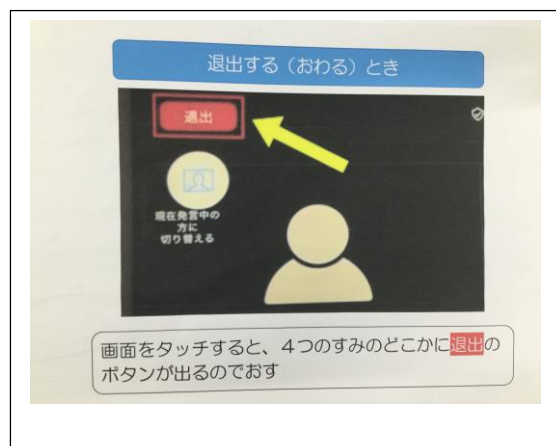 退出する(おわる)とき
退出
現在発言中の
方に
切り替える
画面をタッチすると、4つのすみのどこかに退出の
ボタンが出るのでおす